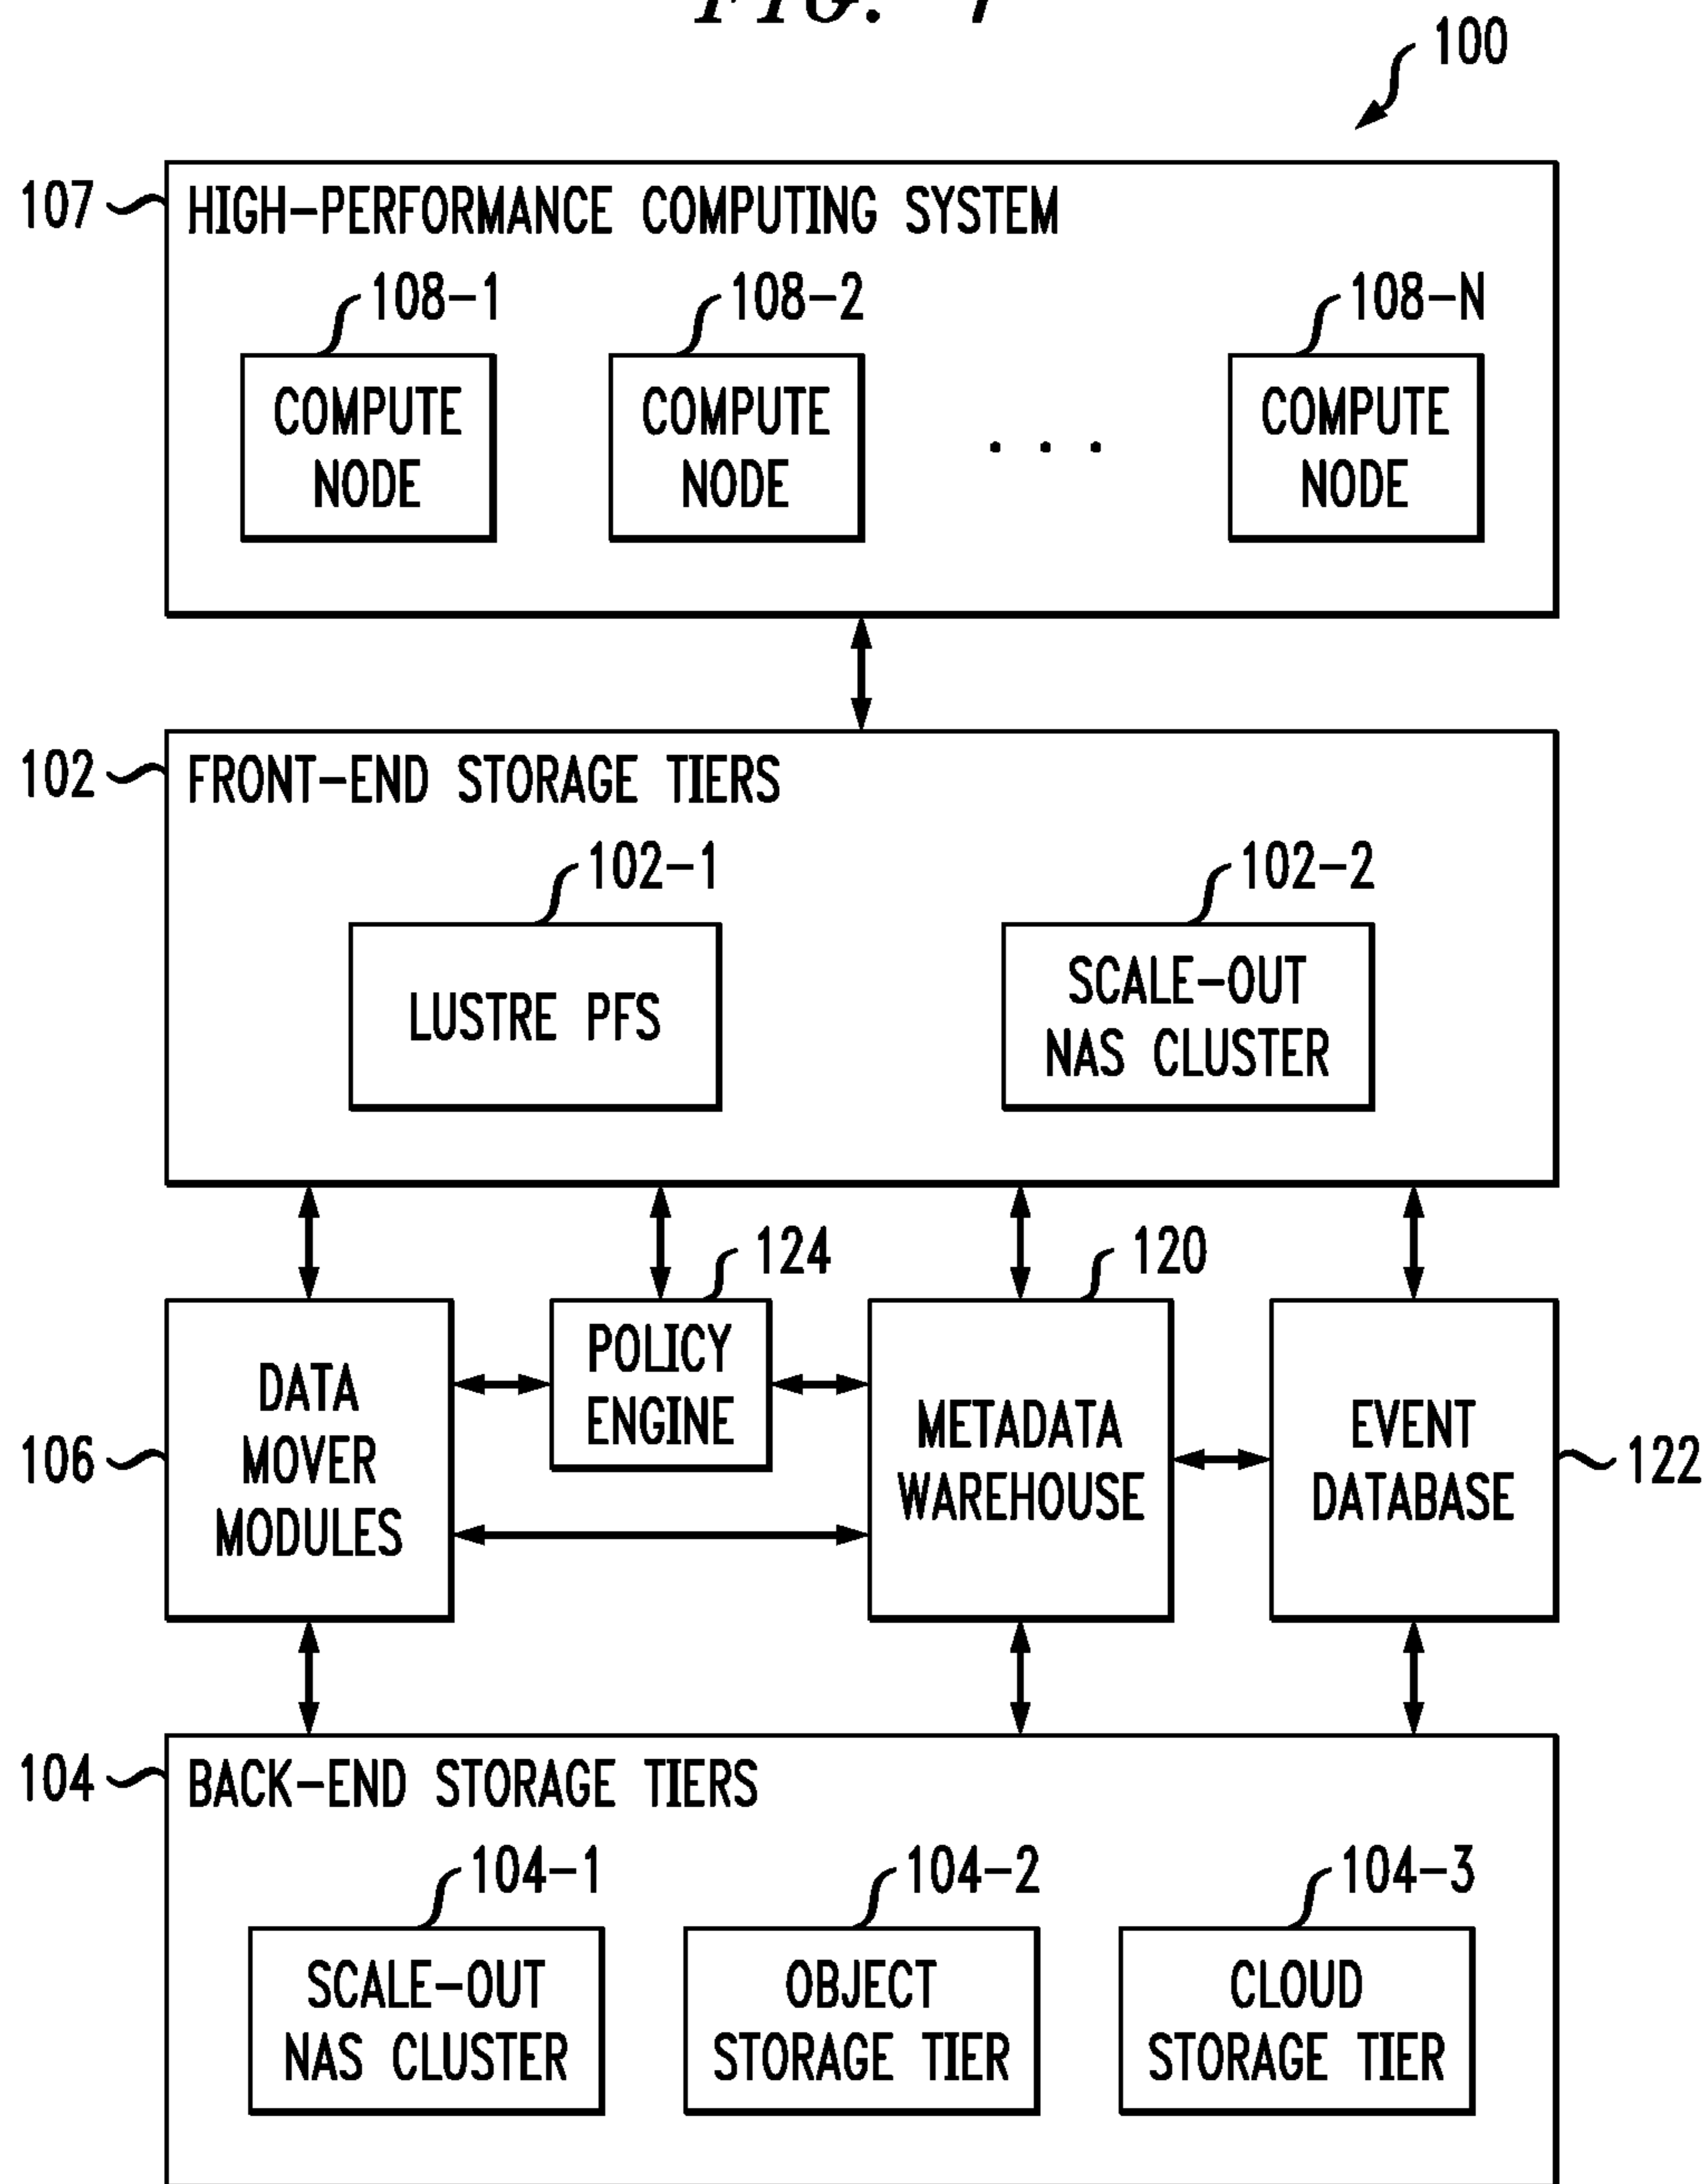 FIG. 1
100
107
HIGH-PERFORMANCE COMPUTING SYSTEM
108-1
108-2
108-N
COMPUTE
NODE
COMPUTE
NODE
. . .
COMPUTE
NODE
102
FRONT-END STORAGE TIERS
102-1
102-2
LUSTRE PFS
SCALE-OUT
NAS CLUSTER
124
120
106
DATA
MOVER
MODULES
POLICY
ENGINE
METADATA
WAREHOUSE
EVENT
DATABASE
122
104
BACK-END STORAGE TIERS
104-1
104-2
104-3
SCALE-OUT
NAS CLUSTER
OBJECT
STORAGE TIER
CLOUD
STORAGE TIER